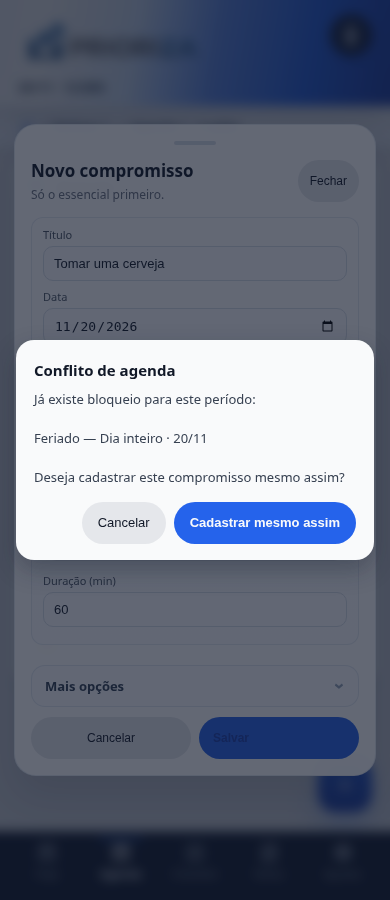 Novo compromisso
Só o essencial primeiro.
Fechar
Título
Tomar uma cerveja
Data
11/20/2026
Conflito de agenda
Já existe bloqueio para este período:
Feriado — Dia inteiro · 20/11
Deseja cadastrar este compromisso mesmo assim?
Cancelar
Cadastrar mesmo assim
Duração (min)
60
Mais opções
Cancelar
Salvar